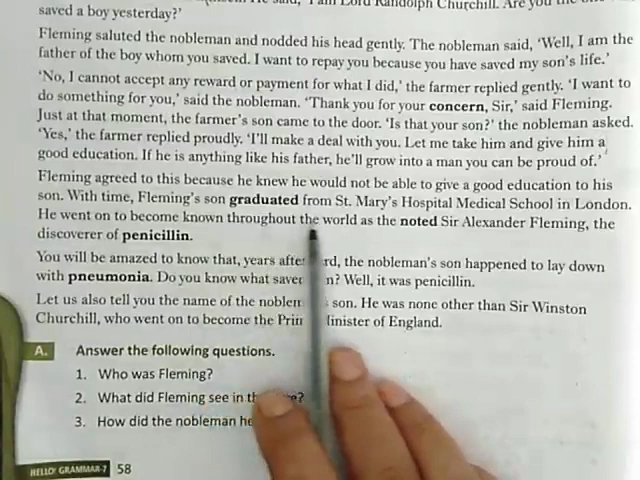 said, 'I am Lord Randolph Churchill. Are you the
saved a boy yesterday?'
Fleming saluted the nobleman and nodded his head gently. The nobleman said, 'Well, I am the
father of the boy whom you saved. I want to repay you because you have saved my son's life.'
'No, I cannot accept any reward or payment for what I did,' the farmer replied gently. 'I want to
do something for you,' said the nobleman. 'Thank you for your concern, Sir,' said Fleming.
Just at that moment, the farmer's son came to the door. 'Is that your son?' the nobleman asked.
'Yes,' the farmer replied proudly. 'I'll make a deal with you. Let me take him and give him a
good education. If he is anything like his father, he'll grow into a man you can be proud of.'
Fleming agreed to this because he knew he would not be able to give a good education to his
son. With time, Fleming's son graduated from St. Mary's Hospital Medical School in London.
He went on to become known throughout the world as the noted Sir Alexander Fleming, the
discoverer of penicillin.
You will be amazed to know that, years after rd, the nobleman's son happened to lay down
with pneumonia. Do you know what saved n? Well, it was penicillin.
Let us also tell you the name of the noblem s son. He was none other than Sir Winston
Churchill, who went on to become the Prim inister of England.
A. Answer the following questions.
1. Who was Fleming?
2. What did Fleming see in th re?
3. How did the nobleman he
HELLO! GRAMMAR-7 58